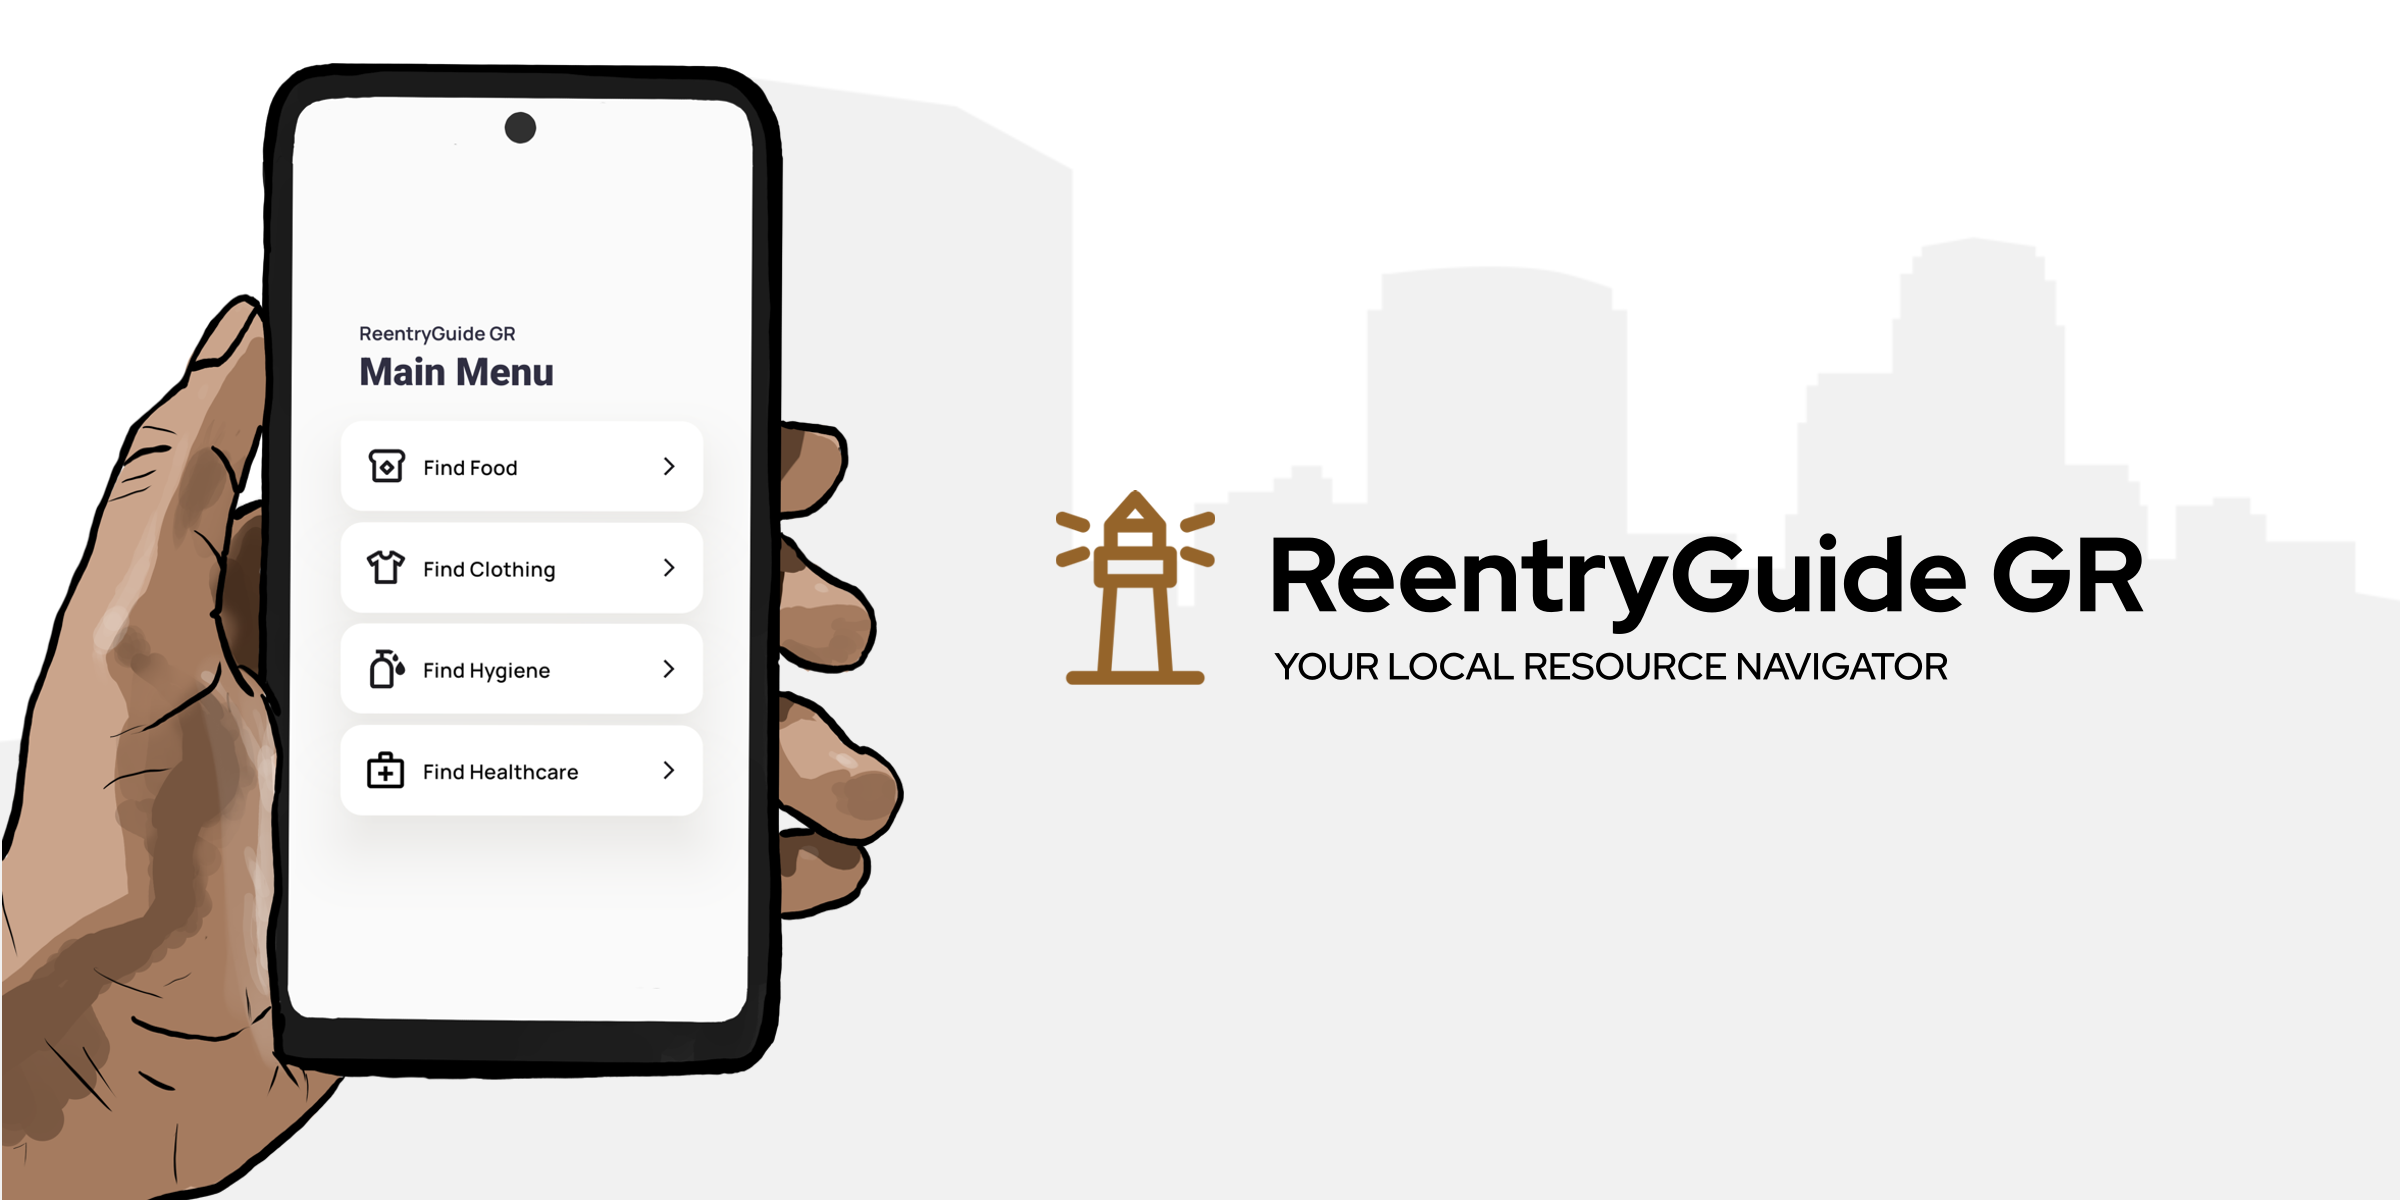 ReentryGuide GR
Main Menu
Find Food
Find Clothing
Find Hygiene
Find Healthcare
ReentryGuide GR
YOUR LOCAL RESOURCE NAVIGATOR